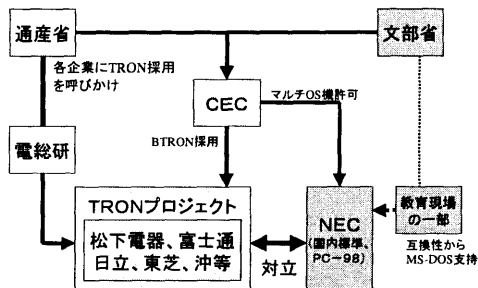 通産省
文部省
各企業にTRON採用
を呼びかけ
CEC
マルチOS機許可
BTRON採用
電総研
TRONプロジェクト
松下電器、富士通
日立、東芝、沖等
対立
NEC
(国内標準、
PC-98)
教育現場
の一部
互換性から
MS-DOS支持